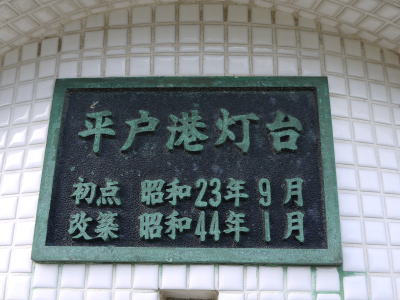 平戸港灯台
初点 昭和23年9月
改築 昭和44年1月